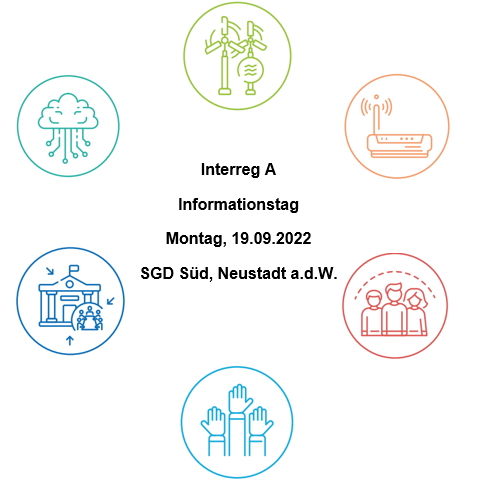 Interreg A
Informationstag
Montag, 19.09.2022
SGD Süd, Neustadt a.d.W.